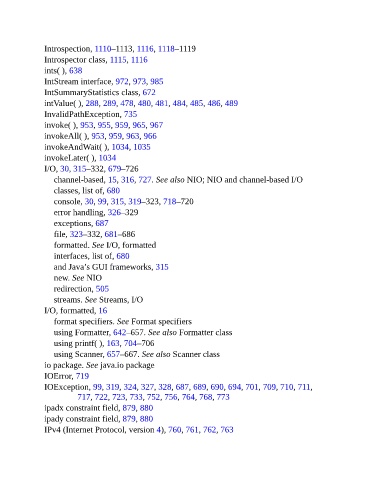 Introspection, 1110–1113, 1116, 1118–1119
Introspector class, 1115, 1116
ints( ), 638
IntStream interface, 972, 973, 985
IntSummaryStatistics class, 672
intValue( ), 288, 289, 478, 480, 481, 484, 485, 486, 489
InvalidPathException, 735
invoke( ), 953, 955, 959, 965, 967
invokeAll( ), 953, 959, 963, 966
invokeAndWait( ), 1034, 1035
invokeLater( ), 1034
I/O, 30, 315–332, 679–726
channel-based, 15, 316, 727. See also NIO; NIO and channel-based I/O
classes, list of, 680
console, 30, 99, 315, 319–323, 718–720
error handling, 326–329
exceptions, 687
file, 323–332, 681–686
formatted. See I/O, formatted
interfaces, list of, 680
and Java's GUI frameworks, 315
new. See NIO
redirection, 505
streams. See Streams, I/O
I/O, formatted, 16
format specifiers. See Format specifiers
using Formatter, 642–657. See also Formatter class
using printf( ), 163, 704–706
using Scanner, 657–667. See also Scanner class
io package. See java.io package
IOError, 719
IOException, 99, 319, 324, 327, 328, 687, 689, 690, 694, 701, 709, 710, 711,
717, 722, 723, 733, 752, 756, 764, 768, 773
ipadx constraint field, 879, 880
ipady constraint field, 879, 880
IPv4 (Internet Protocol, version 4), 760, 761, 762, 763